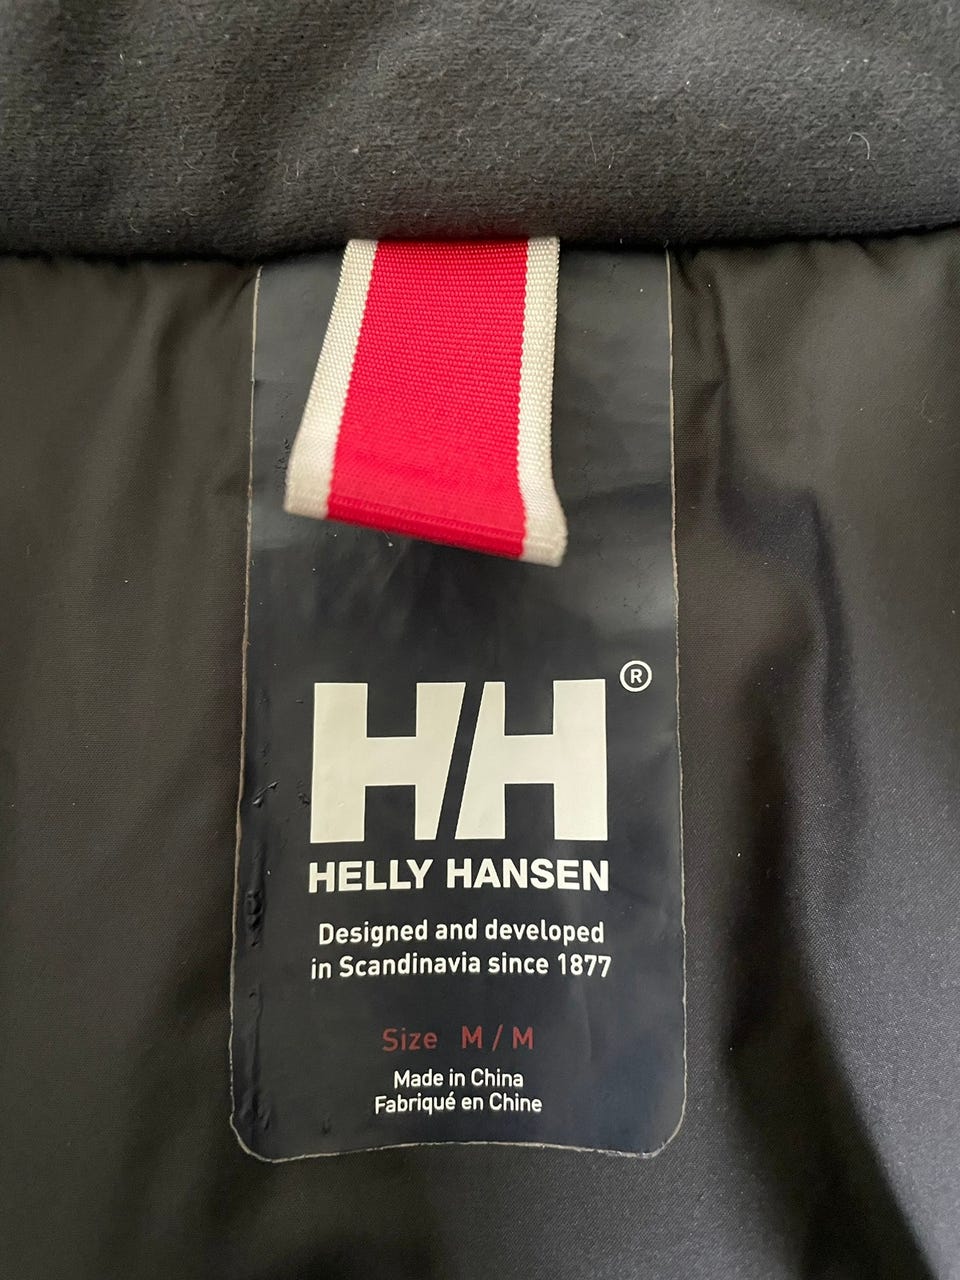 HH®
HELLY HANSEN
Designed and developed
in Scandinavia since 1877
Size M / M
Made in China
Fabriqué en Chine